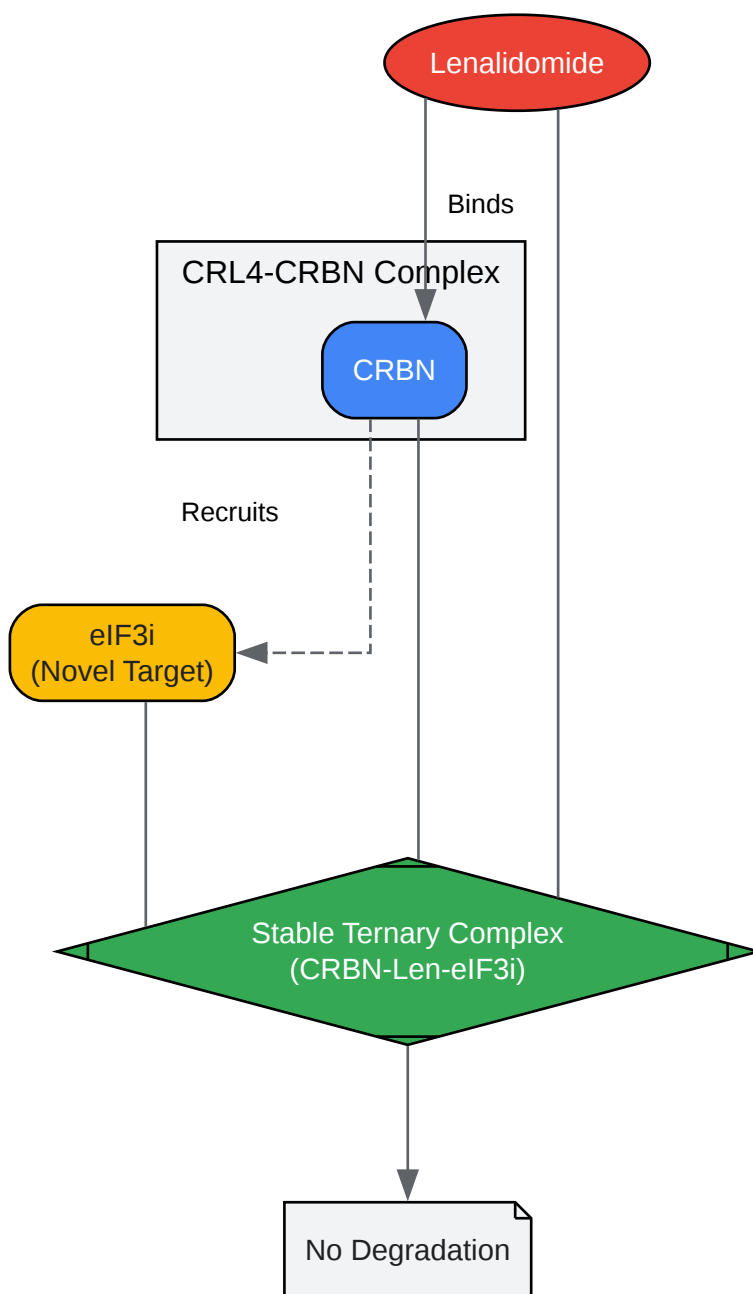 Lenalidomide
Binds
CRL4-CRBN Complex
CRBN
Recruits
eIF3i
(Novel Target)
Stable Ternary Complex
(CRBN-Len-eIF3i)
No Degradation